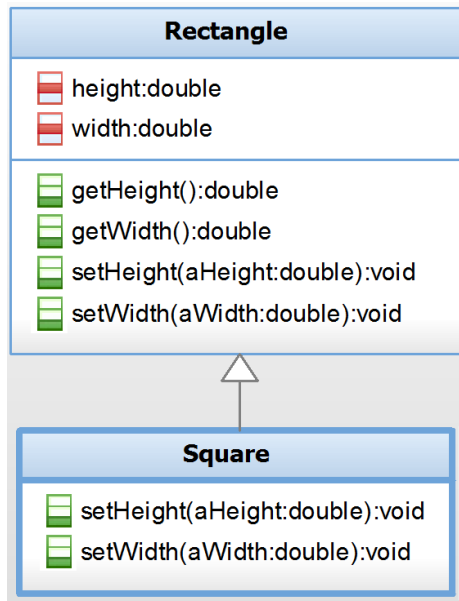 Rectangle
height:double
width:double
getHeight():double
getWidth():double
setHeight(aHeight:double):void
setWidth(aWidth:double):void
Square
setHeight(aHeight:double):void
setWidth(aWidth:double):void